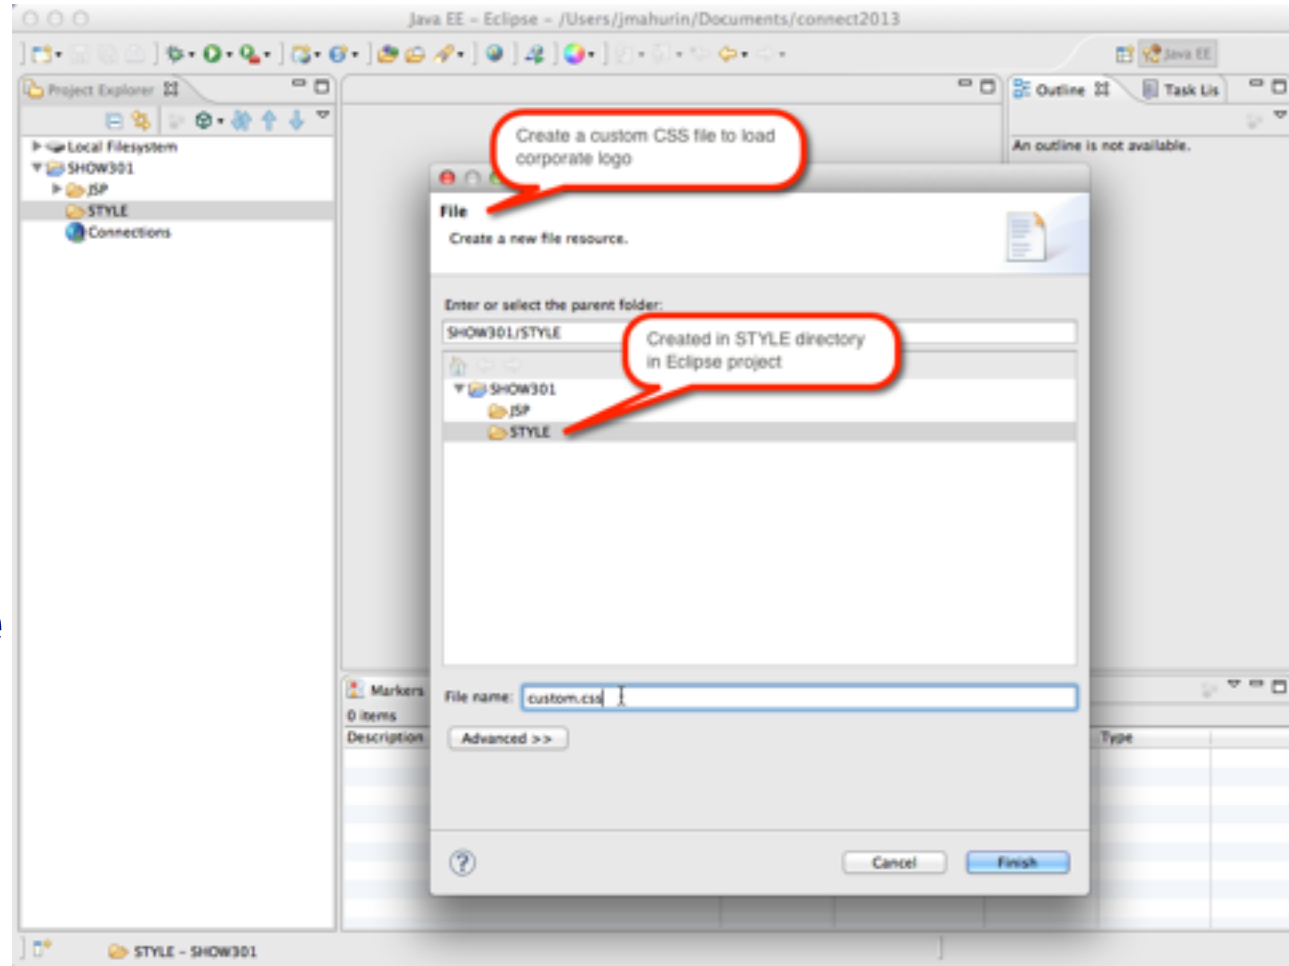 Java EE - Eclipse - /Users/jmahurin/Documents/connect2013
Java EE
Project Explorer
Outline
Task Lis
Local Filesystem
SHOW301
JSP
STYLE
Connections
An outline is not available.
Create a custom CSS file to load
corporate logo
File
Create a new file resource.
Enter or select the parent folder:
SHOW301/STYLE
Created in STYLE directory
in Eclipse project
SHOW301
JSP
STYLE
Markers
File name: custom.css
0 items
Description
Type
Advanced >>
Cancel
Finish
STYLE - SHOW301